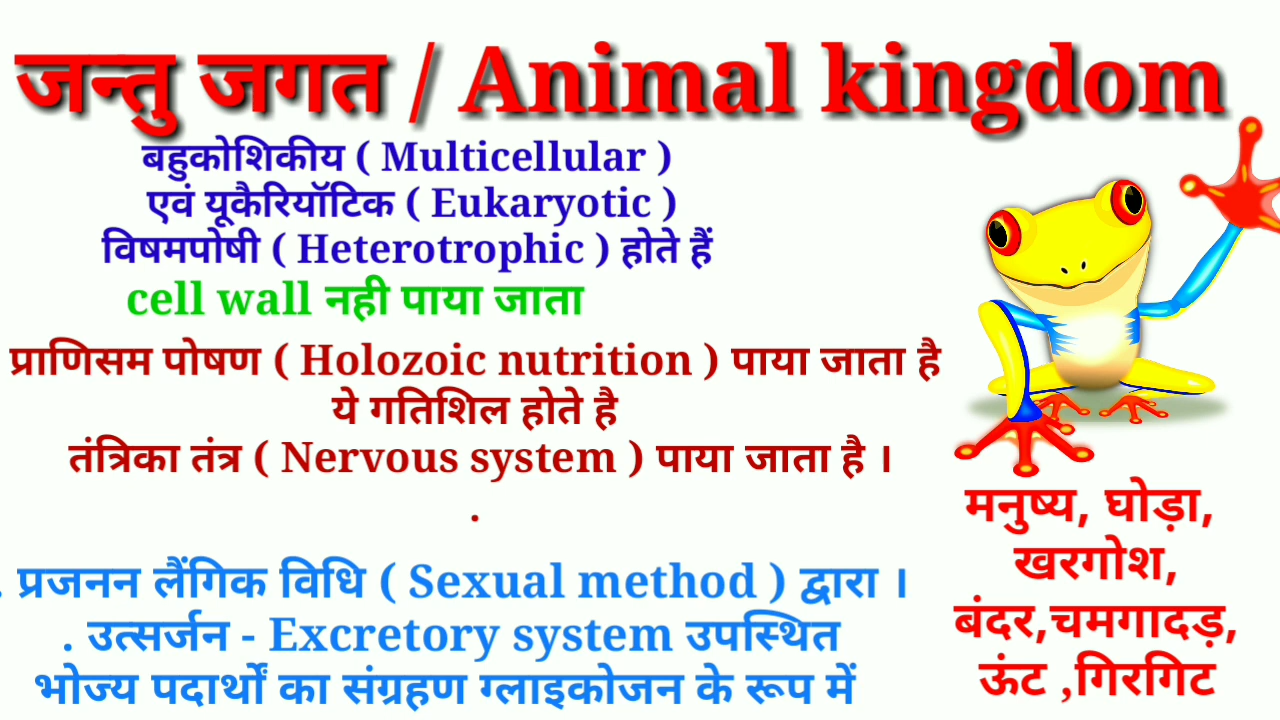 जन्तु जगत / Animal kingdom
बहुकोशिकीय ( Multicellular )
एवं यूकैरियॉटिक ( Eukaryotic )
विषमपोषी ( Heterotrophic ) होते हैं
cell wall नही पाया जाता
प्राणिसम पोषण ( Holozoic nutrition ) पाया जाता है
ये गतिशिल होते है
तंत्रिका तंत्र ( Nervous system ) पाया जाता है ।
.
. प्रजनन लैंगिक विधि ( Sexual method ) द्वारा ।
. उत्सर्जन - Excretory system उपस्थित
भोज्य पदार्थों का संग्रहण ग्लाइकोजन के रूप में
मनुष्य, घोड़ा,
खरगोश,
बंदर,चमगादड़,
ऊंट ,गिरगिट